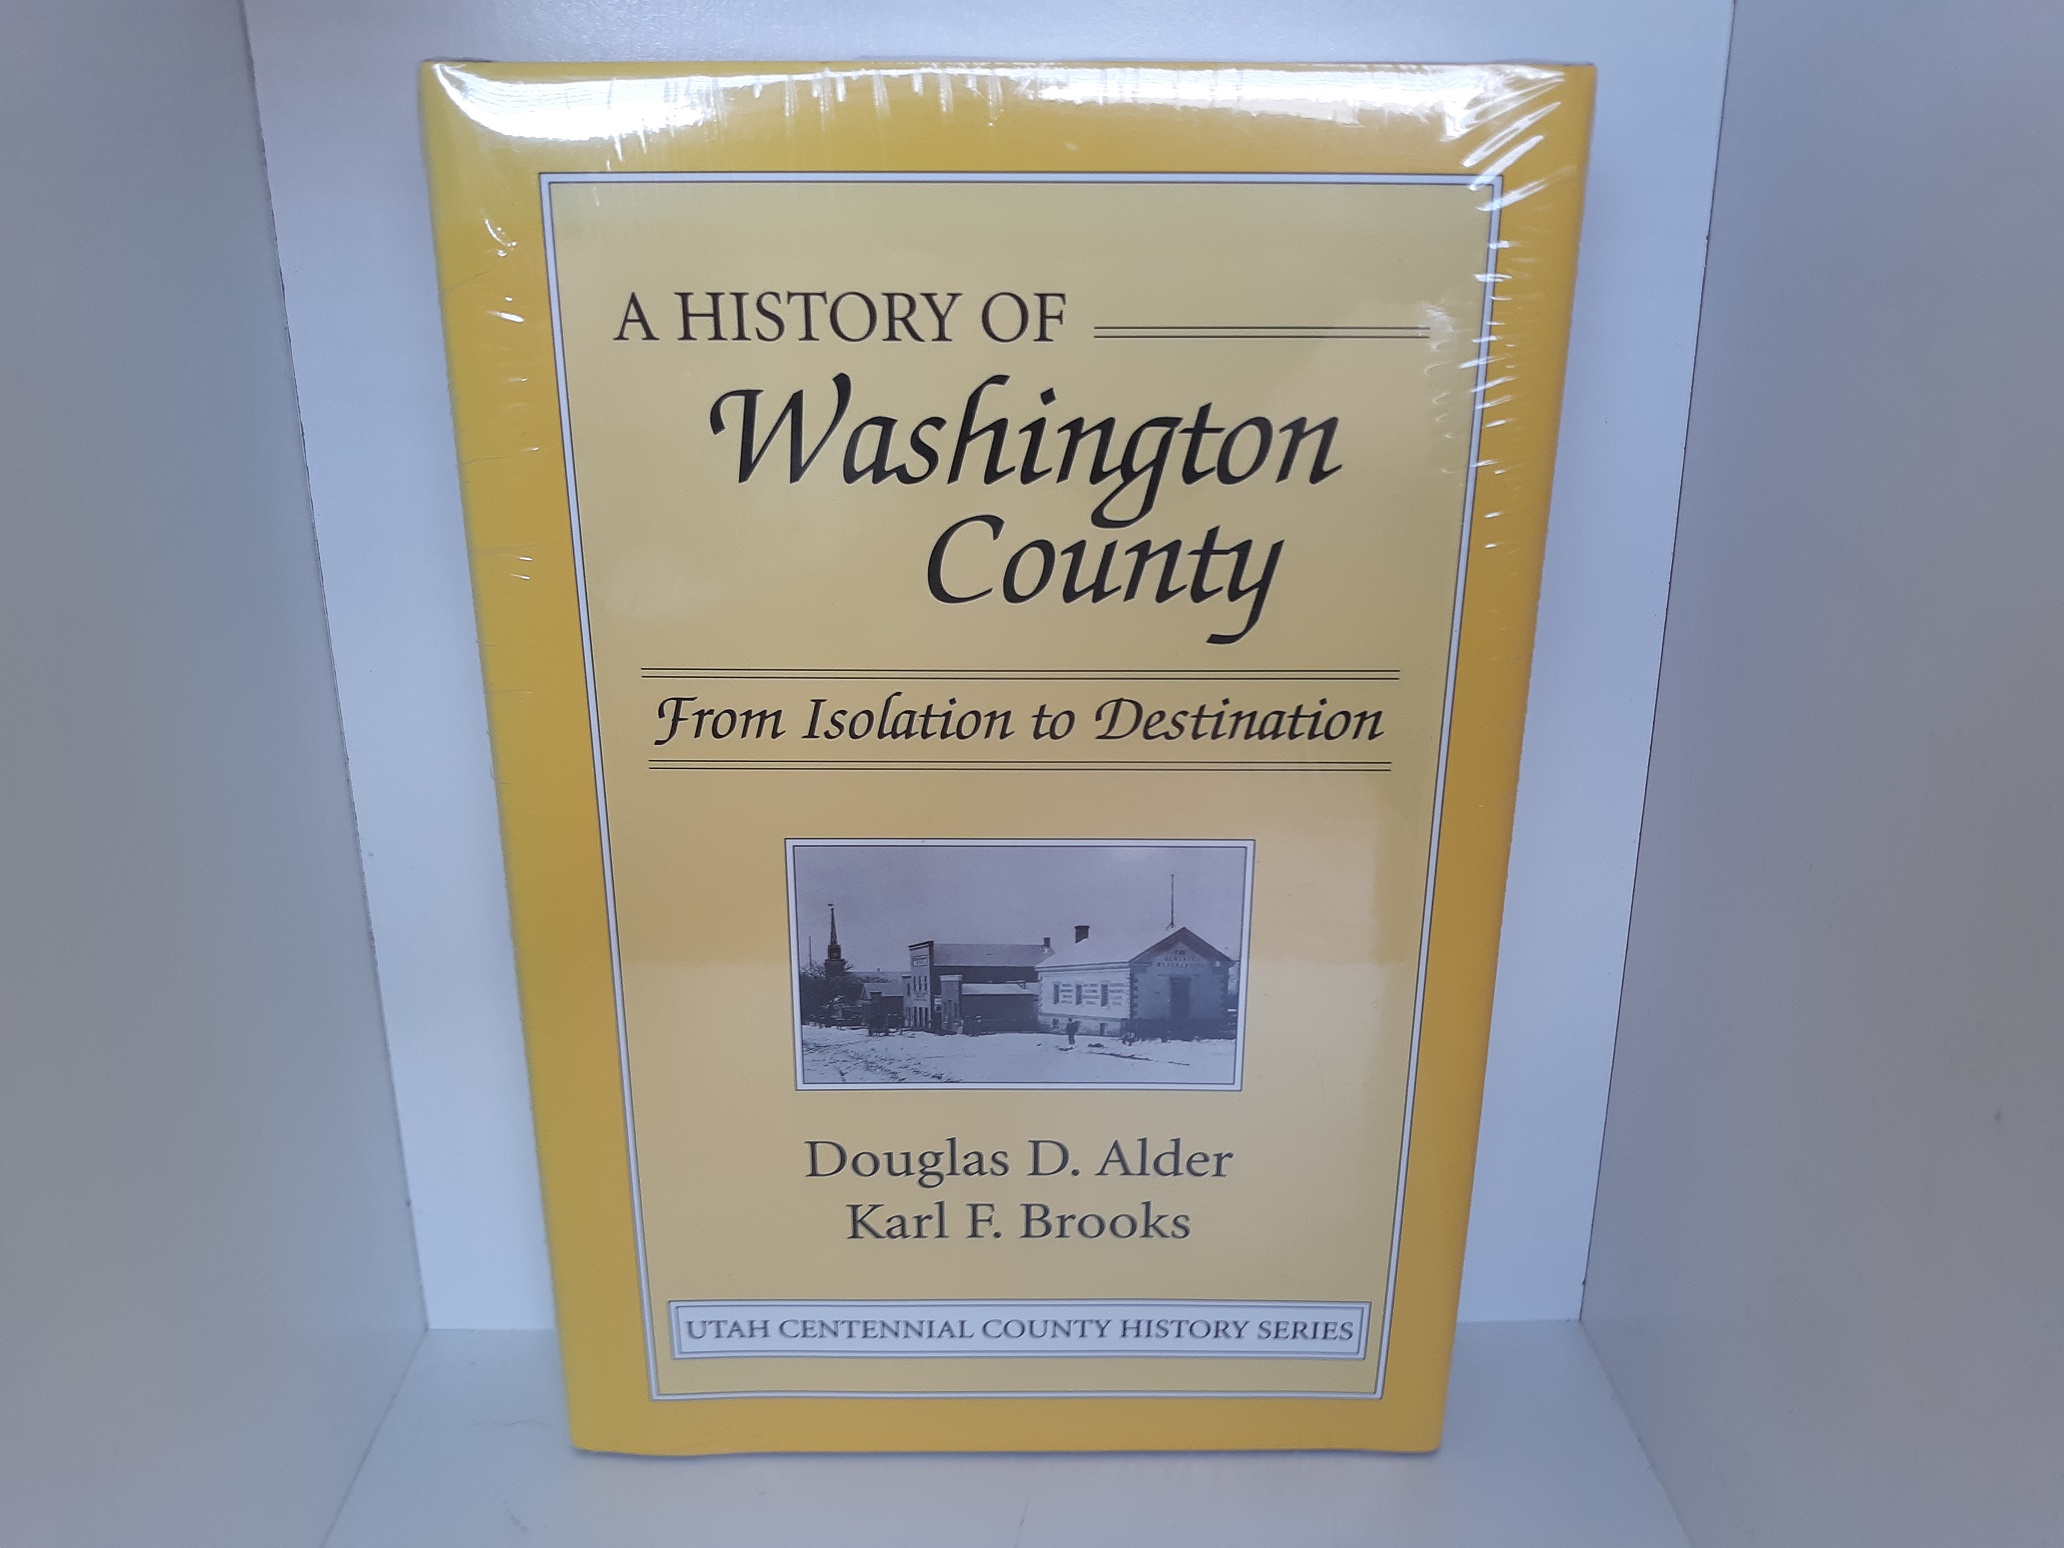 A HISTORY OF
Washington
County
From Isolation to Destination
Douglas D. Alder
Karl F. Brooks
UTAH CENTENNIAL COUNTY HISTORY SERIES